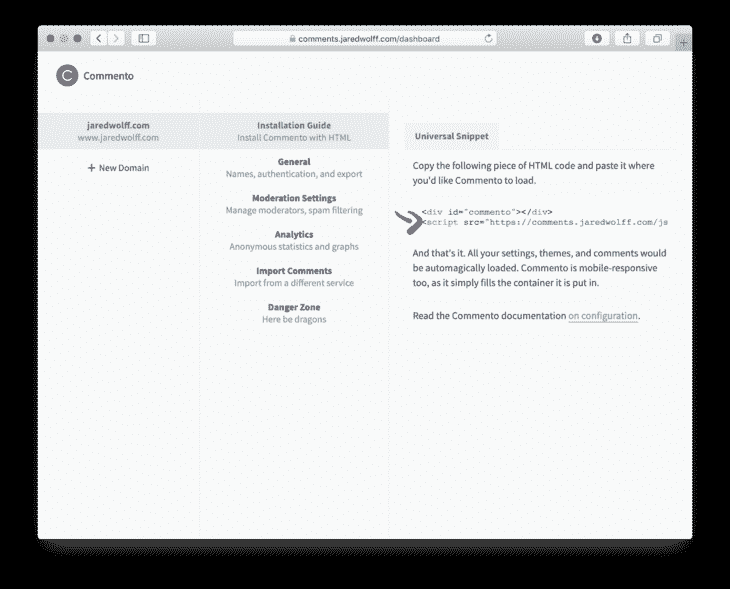 comments.jaredwolff.com/dashboard
C Commento
jaredwolff.com
www.jaredwolff.com
+ New Domain
Installation Guide
Install Commento with HTML
General
Names, authentication, and export
Moderation Settings
Manage moderators, spam filtering
Analytics
Anonymous statistics and graphs
Import Comments
Import from a different service
Danger Zone
Here be dragons
Universal Snippet
Copy the following piece of HTML code and paste it where
you'd like Commento to load.
<div id="commento"></div>
<script src="https://comments.jaredwolff.com/js
And that's it. All your settings, themes, and comments would
be automagically loaded. Commento is mobile-responsive
too, as it simply fills the container it is put in.
Read the Commento documentation on configuration.